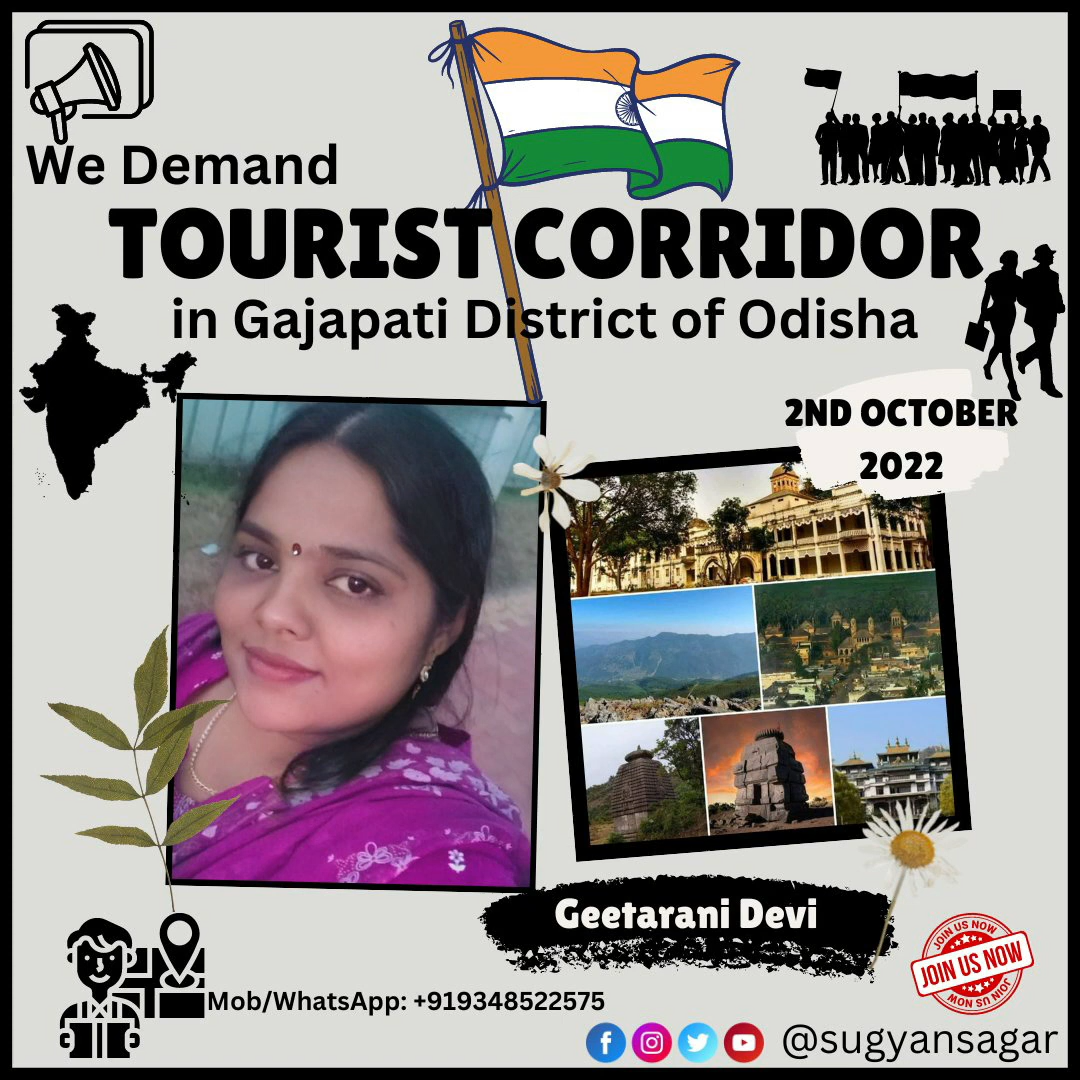 We Demand
TOURIST CORRIDOR
in Gajapati District of Odisha
2ND OCTOBER
2022
Geetarani Devi
JOIN US NOW
JOIN US NOW
JOIN US NOW
Mob/WhatsApp: +919348522575
@sugyansagar